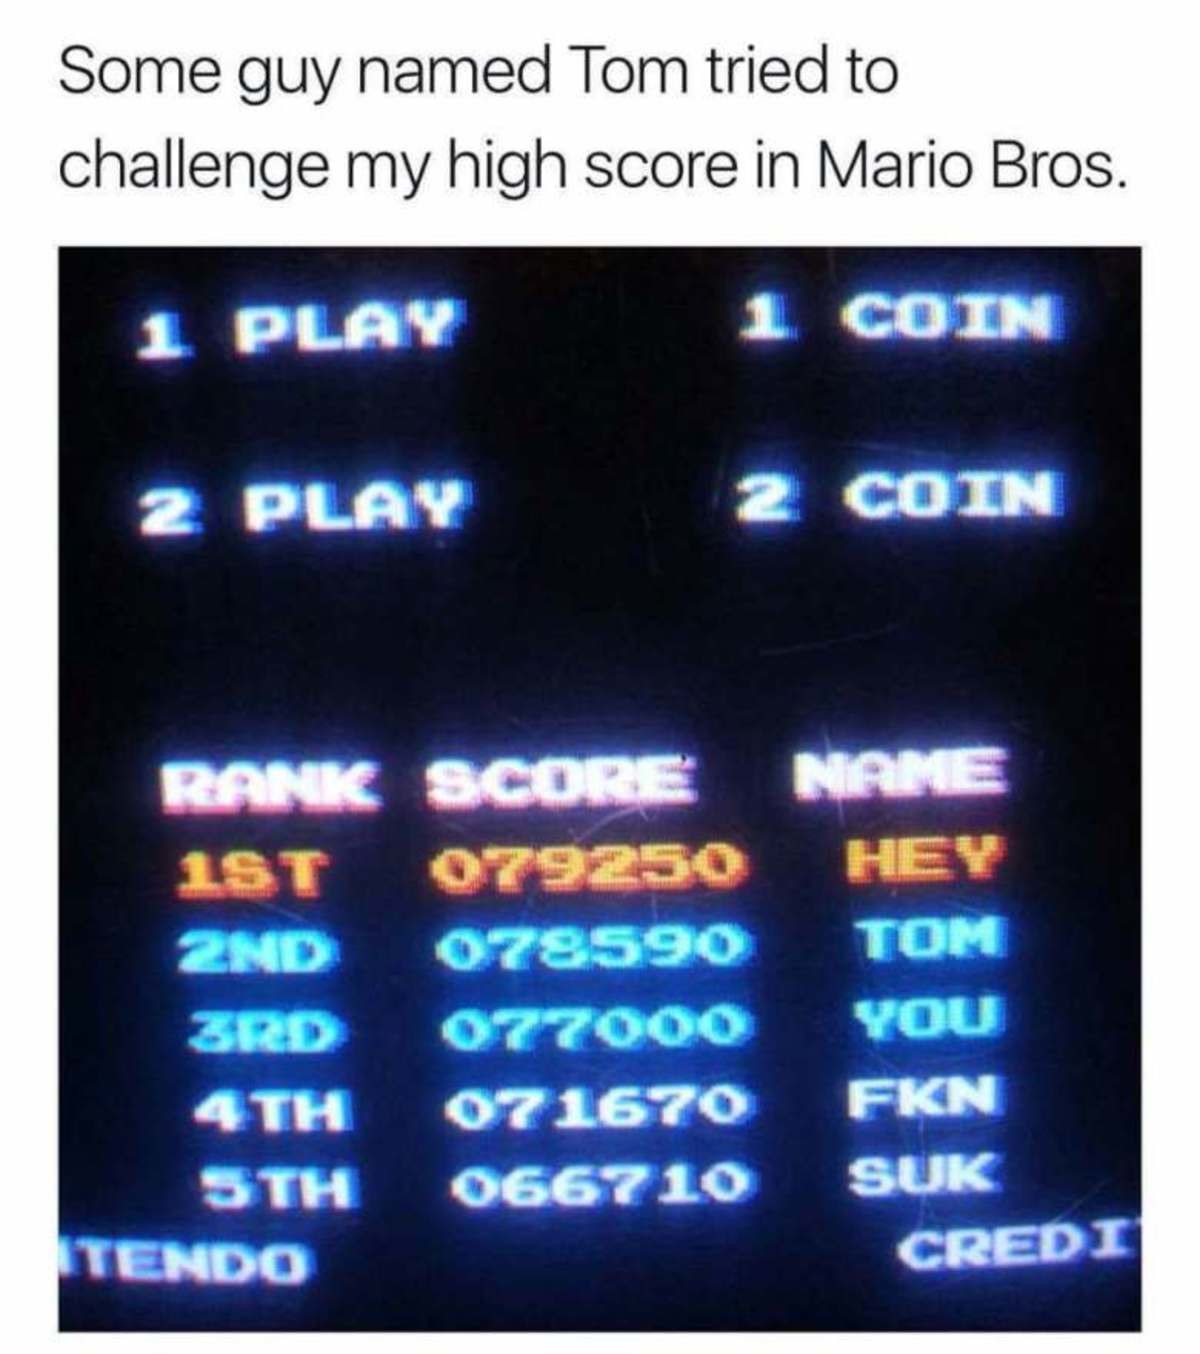 Some guy named Tom tried to
challenge my high score in Mario Bros.
1 PLAY 1 COIN
2 PLAY 2 COIN
RANK SCORE NAME
1ST 079250 HEY
2ND 078590 TOM
3RD 077000 YOU
4TH 071670 FKN
5TH 066710 SUK
TENDO CREDI